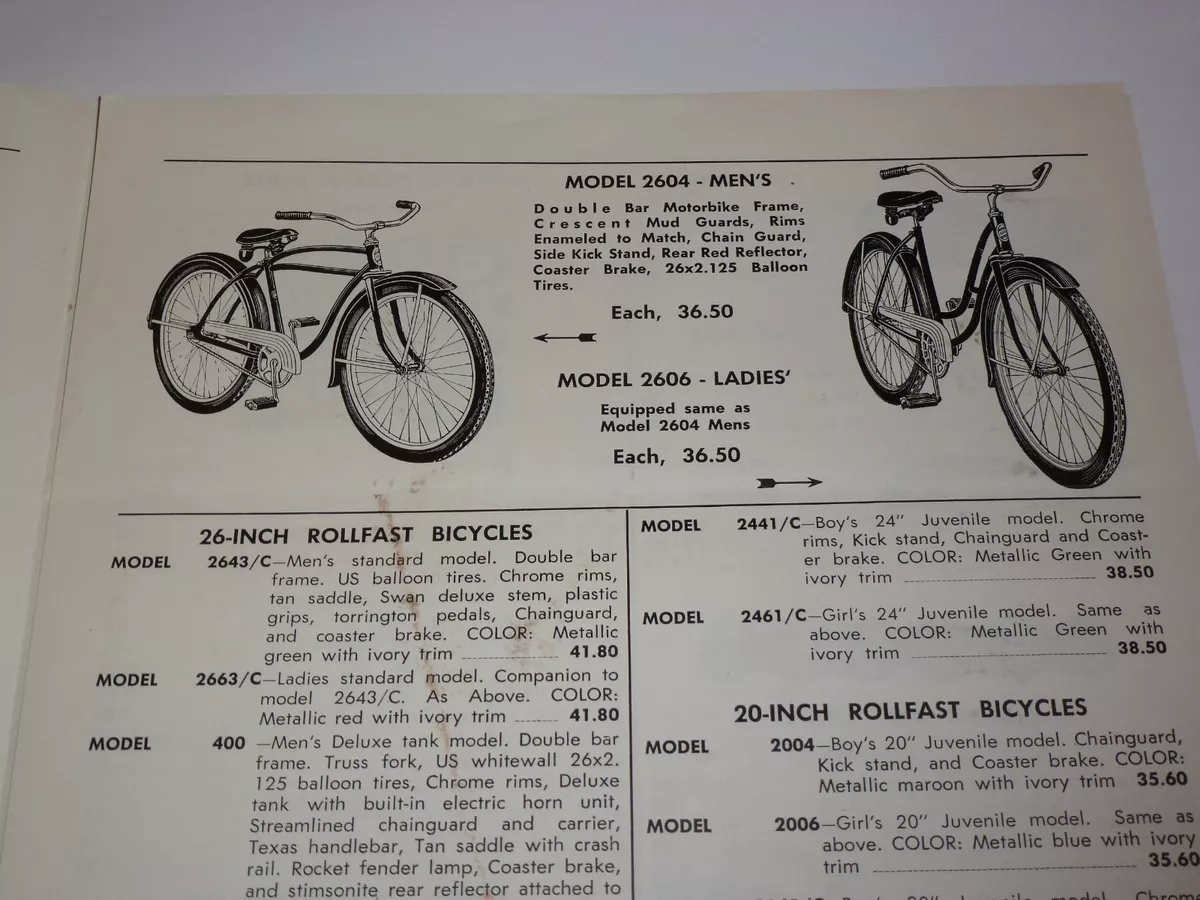 MODEL 2604 - MEN'S
Double Bar Motorbike Frame,
Crescent Mud Guards, Rims
Enameled to Match, Chain Guard,
Side Kick Stand, Rear Red Reflector,
Coaster Brake, 26x2.125 Balloon
Tires.
Each, 36.50
MODEL 2606 - LADIES'
Equipped same as
Model 2604 Mens
Each, 36.50
26-INCH ROLLFAST BICYCLES
MODEL 2643/C—Men's standard model. Double bar
frame. US balloon tires. Chrome rims,
tan saddle, Swan deluxe stem, plastic
grips, torrington pedals, Chainguard,
and coaster brake. COLOR: Metallic
green with ivory trim 41.80
MODEL 2663/C—Ladies standard model. Companion to
model 2643/C. As Above. COLOR:
Metallic red with ivory trim 41.80
MODEL 400 —Men's Deluxe tank model. Double bar
frame. Truss fork, US whitewall 26x2.
125 balloon tires, Chrome rims, Deluxe
tank with built-in electric horn unit,
Streamlined chainguard and carrier,
Texas handlebar, Tan saddle with crash
rail. Rocket fender lamp, Coaster brake,
and stimsonite rear reflector attached to
MODEL 2441/C—Boy's 24" Juvenile model. Chrome
rims, Kick stand, Chainguard and Coast-
er brake. COLOR: Metallic Green with
ivory trim 38.50
MODEL 2461/C—Girl's 24" Juvenile model. Same as
above. COLOR: Metallic Green with
ivory trim 38.50
20-INCH ROLLFAST BICYCLES
MODEL 2004—Boy's 20" Juvenile model. Chainguard,
Kick stand, and Coaster brake. COLOR:
Metallic maroon with ivory trim 35.60
MODEL 2006—Girl's 20" Juvenile model. Same as
above. COLOR: Metallic blue with ivory
trim 35.60